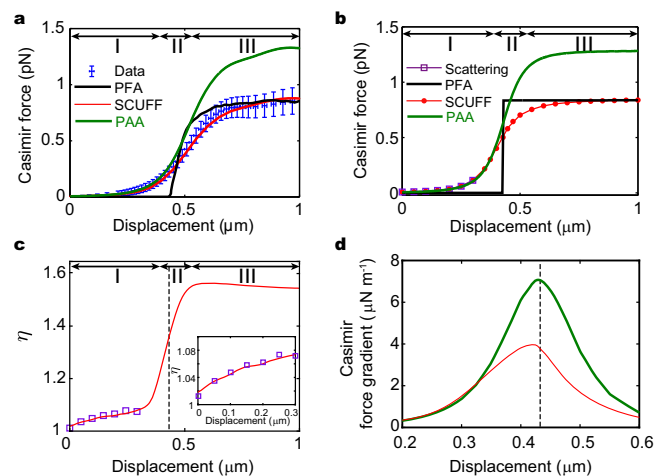 a
I II III
Casimir force (pN)
1.5
1
0.5
0
Data
PFA
SCUFF
PAA
0 0.5 1
Displacement (μm)
b
I II III
Casimir force (pN)
1.5
1
0.5
0
Scattering
PFA
SCUFF
PAA
0 0.5 1
Displacement (μm)
c
I II III
η
1.6
1.4
1.2
1
η
1.08
1.04
1.00
0 0.1 0.2 0.3
Displacement (μm)
0 0.5 1
Displacement (μm)
d
Casimir
force gradient (μN m⁻¹)
8
6
4
2
0
0.2 0.3 0.4 0.5 0.6
Displacement (μm)